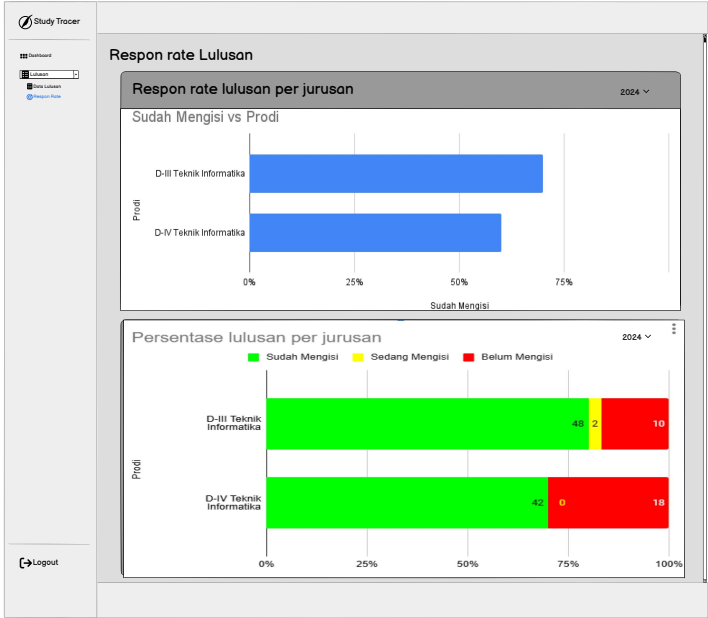 Study Tracer
Dashboard
Lulusan
Data Lulusan
Respon Rate
Logout
Respon rate Lulusan
Respon rate lulusan per jurusan
2024
Sudah Mengisi vs Prodi
Prodi
D-III Teknik Informatika
D-IV Teknik Informatika
0% 25% 50% 75%
Sudah Mengisi
Persentase lulusan per jurusan
2024
Sudah Mengisi Sedang Mengisi Belum Mengisi
Prodi
D-III Teknik
Informatika
48 2 10
D-IV Teknik
Informatika
42 0 18
0% 25% 50% 75% 100%